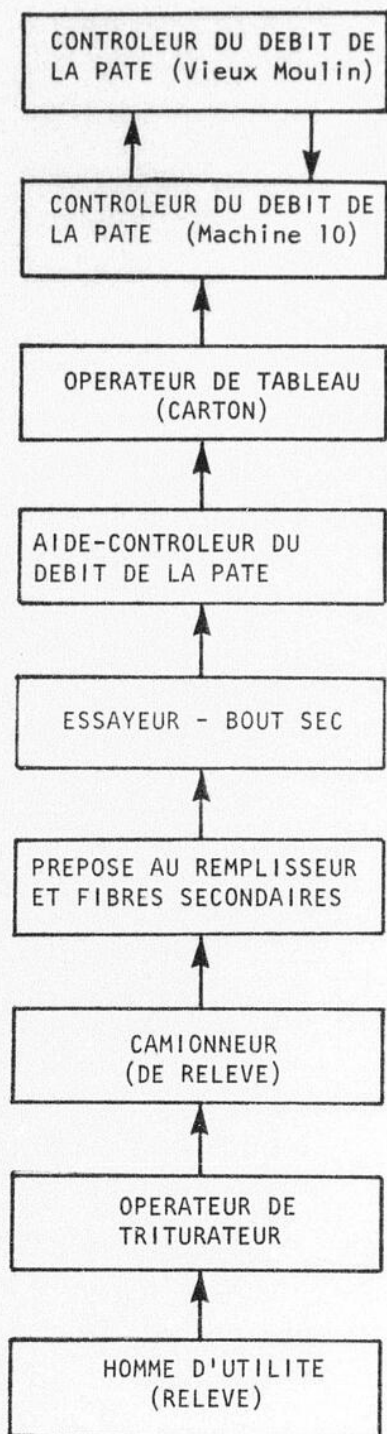 CONTROLEUR DU DEBIT DE
LA PATE (Vieux Moulin)
CONTROLEUR DU DEBIT DE
LA PATE (Machine 10)
OPERATEUR DE TABLEAU
(CARTON)
AIDE-CONTROLEUR DU
DEBIT DE LA PATE
ESSAYEUR - BOUT SEC
PREPOSE AU REMPLISSEUR
ET FIBRES SECONDAIRES
CAMIONNEUR
(DE RELEVE)
OPERATEUR DE
TRITURATEUR
HOMME D'UTILITE
(RELEVE)